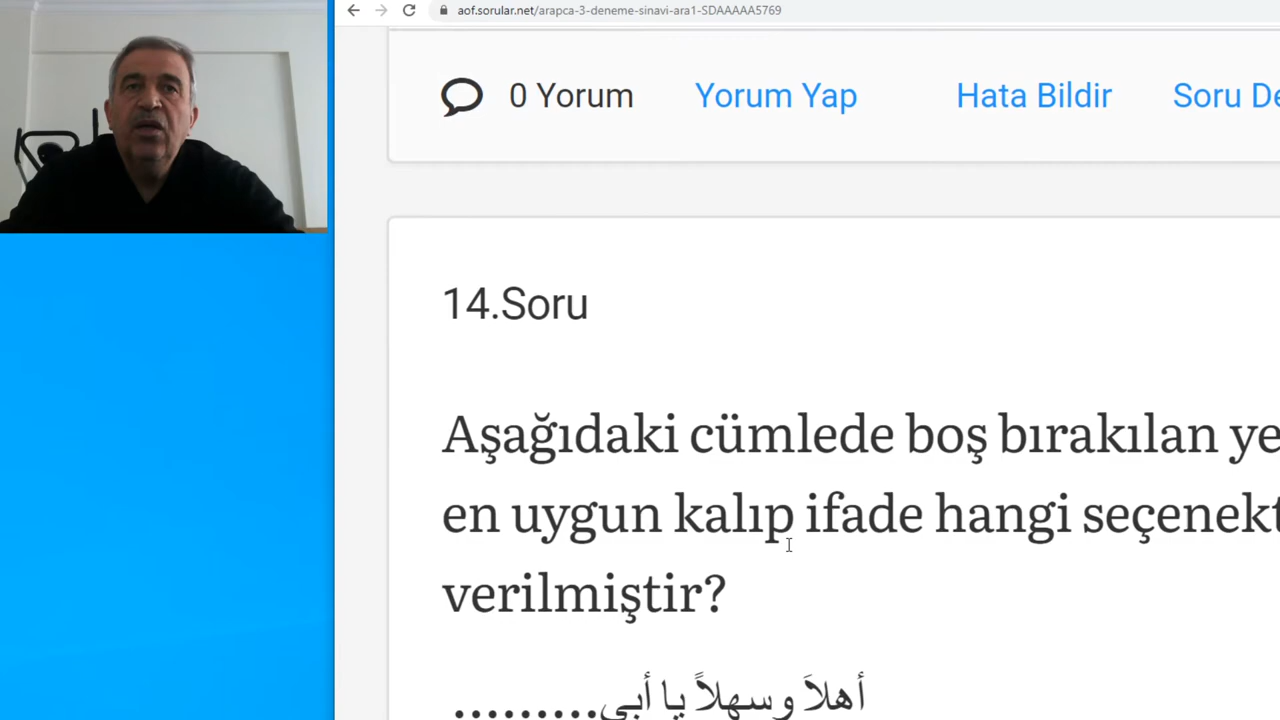 aof.sorular.net/arapca-3-deneme-sinavi-ara1-SDAAAAA5769
0 Yorum Yorum Yap Hata Bildir Soru De
14.Soru
Aşağıdaki cümlede boş bırakılan ye
en uygun kalıp ifade hangi seçenekt
verilmiştir?
أهلاَ وسهلاً يا أبي.........